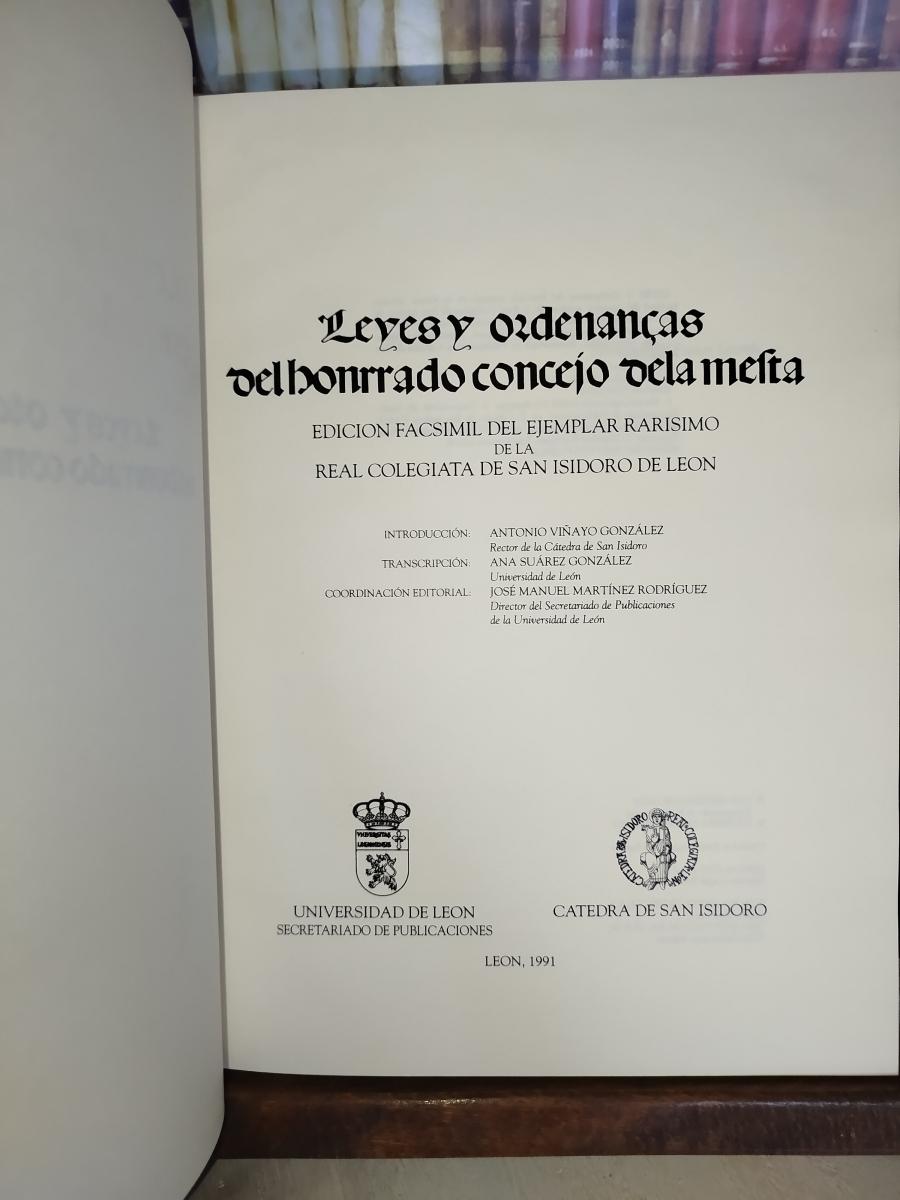 Leyes y ordenanças
del honrrado concejo dela mesta
EDICION FACSIMIL DEL EJEMPLAR RARISIMO
DE LA
REAL COLEGIATA DE SAN ISIDORO DE LEON
INTRODUCCIÓN: ANTONIO VIÑAYO GONZÁLEZ
Rector de la Cátedra de San Isidoro
TRANSCRIPCIÓN: ANA SUÁREZ GONZÁLEZ
Universidad de León
COORDINACIÓN EDITORIAL: JOSÉ MANUEL MARTÍNEZ RODRÍGUEZ
Director del Secretariado de Publicaciones
de la Universidad de León
UNIVERSIDAD DE LEON
SECRETARIADO DE PUBLICACIONES
CATEDRA DE SAN ISIDORO
LEON, 1991